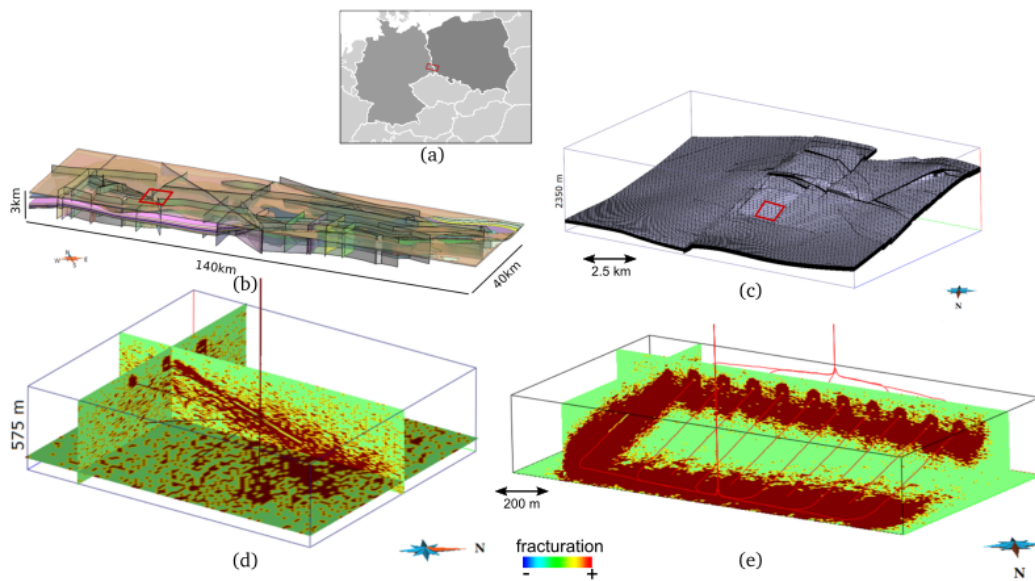 (a)
3km
N
W E
S
140km
40km
(b)
2350 m
2.5 km
(c)
N
575 m
(d)
N
200 m
fracturation
- +
(e)
N